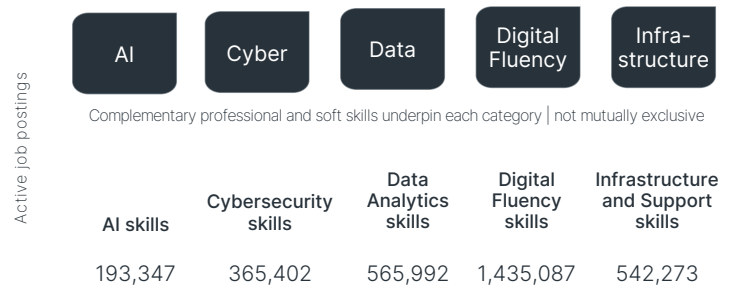 AI
Cyber
Data
Digital
Fluency
Infra-
structure
Complementary professional and soft skills underpin each category | not mutually exclusive
Active job postings
AI skills
Cybersecurity
skills
Data
Analytics
skills
Digital
Fluency
skills
Infrastructure
and Support
skills
193,347
365,402
565,992
1,435,087
542,273